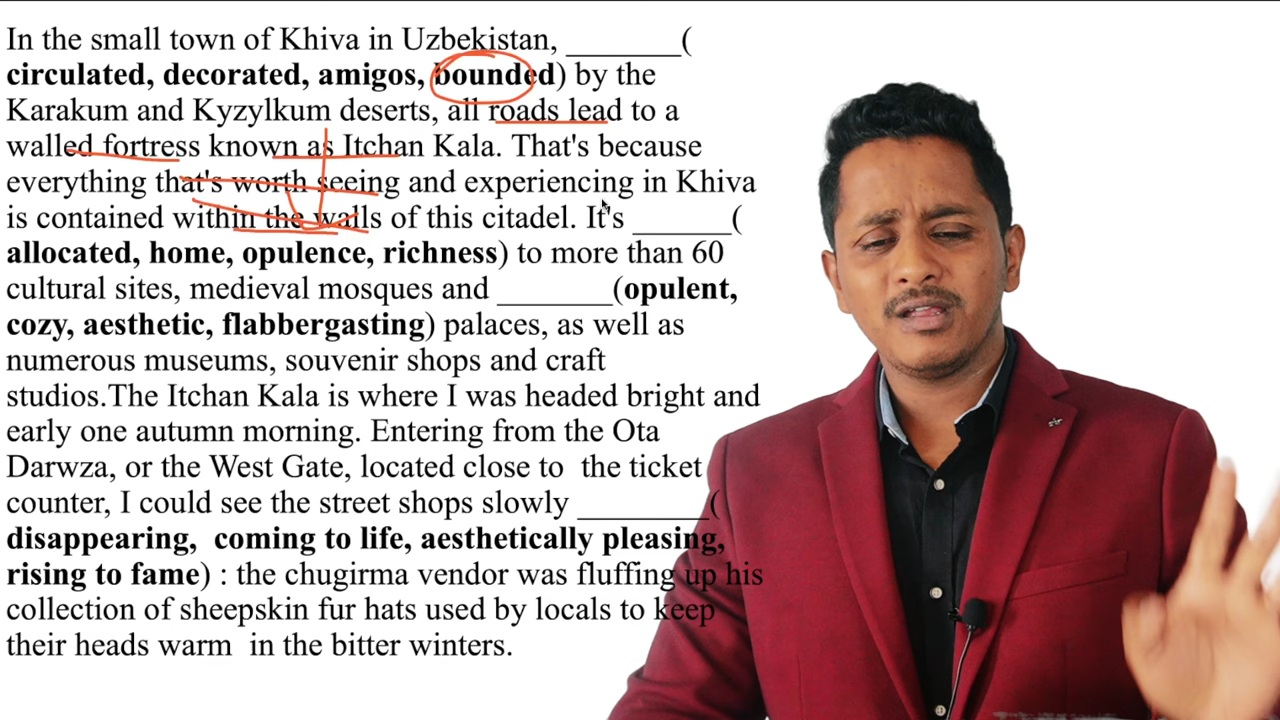 In the small town of Khiva in Uzbekistan, _______(
circulated, decorated, amigos, bounded) by the
Karakum and Kyzylkum deserts, all roads lead to a
walled fortress known as Itchan Kala. That's because
everything that's worth seeing and experiencing in Khiva
is contained within the walls of this citadel. It's ______(
allocated, home, opulence, richness) to more than 60
cultural sites, medieval mosques and _______(opulent,
cozy, aesthetic, flabbergasting) palaces, as well as
numerous museums, souvenir shops and craft
studios.The Itchan Kala is where I was headed bright and
early one autumn morning. Entering from the Ota
Darwza, or the West Gate, located close to  the ticket
counter, I could see the street shops slowly ________(
disappearing,  coming to life, aesthetically pleasing,
rising to fame) : the chugirma vendor was fluffing up his
collection of sheepskin fur hats used by locals to keep
their heads warm  in the bitter winters.